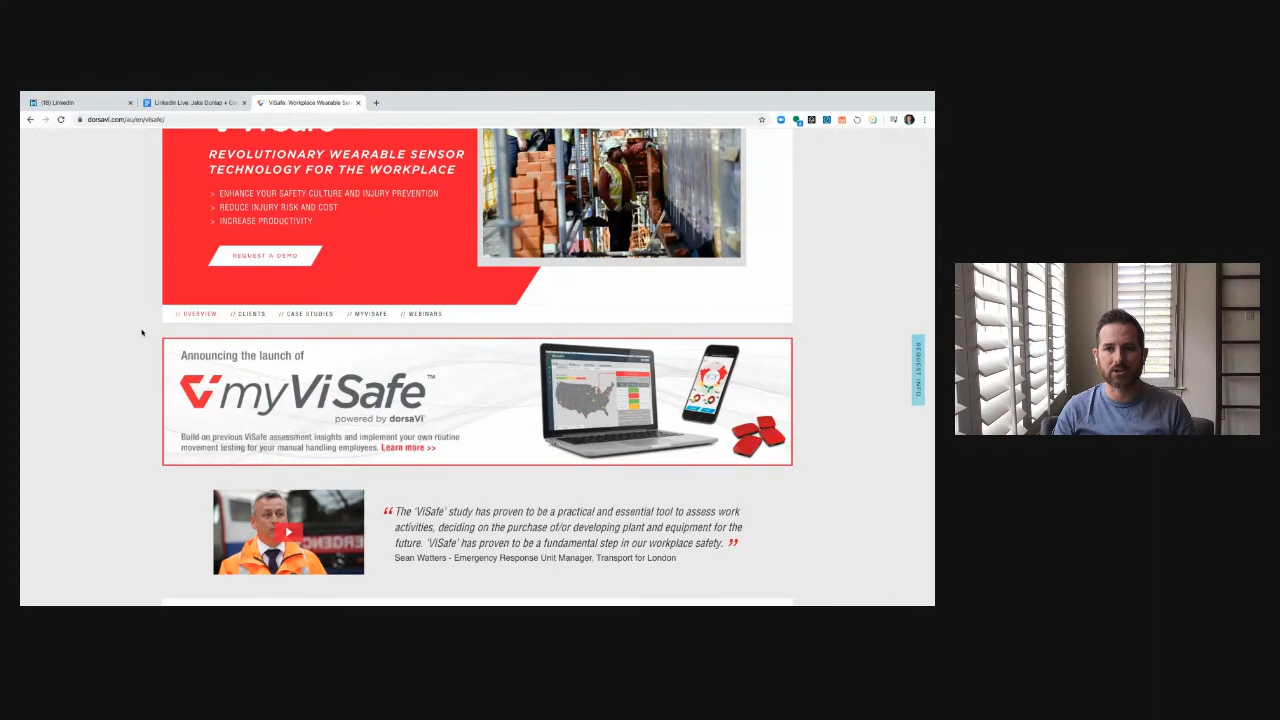 (16) LinkedIn
LinkedIn Live: Jake Dunlap + Co
ViSafe: Workplace Wearable Sen
dorsavi.com/au/en/visafe/
REVOLUTIONARY WEARABLE SENSOR
TECHNOLOGY FOR THE WORKPLACE
> ENHANCE YOUR SAFETY CULTURE AND INJURY PREVENTION
> REDUCE INJURY RISK AND COST
> INCREASE PRODUCTIVITY
REQUEST A DEMO
// OVERVIEW // CLIENTS // CASE STUDIES // MYVISAFE // WEBINARS
Announcing the launch of
myViSafe™
powered by dorsaVi
Build on previous ViSafe assessment insights and implement your own routine
movement testing for your manual handling employees. Learn more >>
REQUEST INFO
“ The ‘ViSafe’ study has proven to be a practical and essential tool to assess work
activities, deciding on the purchase of/or developing plant and equipment for the
future. ‘ViSafe’ has proven to be a fundamental step in our workplace safety. ”
Sean Watters - Emergency Response Unit Manager, Transport for London